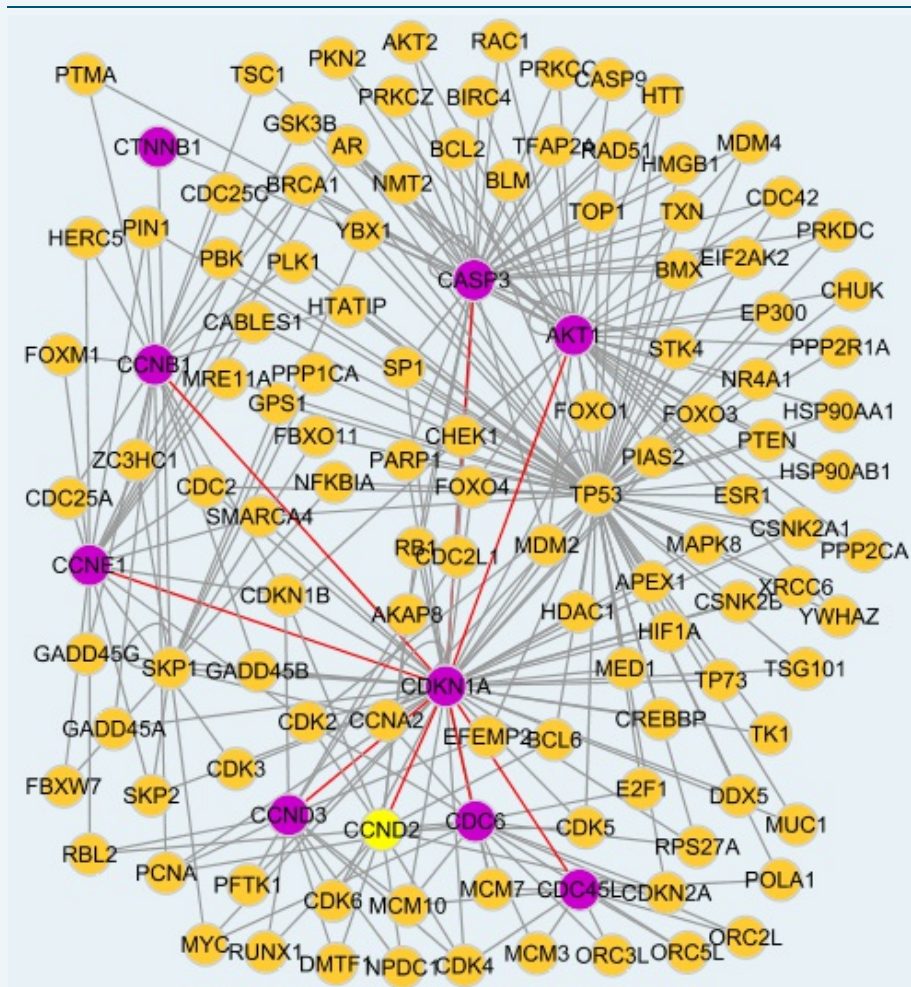 RAC1
AKT2
PKN2
PTMA
TSC1
PRKCC
CASP9
PRKCZ
BIRC4
HTT
GSK3B
CTNNB1
AR
BCL2
TFAP2A
RAD51
MDM4
HMGB1
CDC25C
BRCA1
NMT2
BLM
CDC42
HERC5
PIN1
YBX1
TOP1
TXN
PRKDC
PBK
PLK1
CASP3
BMX
EIF2AK2
CHUK
HTATIP
EP300
CABLES1
AKT1
FOXM1
CCNB1
MRE11A
PPP1CA
SP1
STK4
PPP2R1A
NR4A1
GPS1
FOXO1
FOXO3
HSP90AA1
FBXO11
CHEK1
PTEN
ZC3HC1
PARP1
PIAS2
HSP90AB1
CDC25A
CDC2
NFKBIA
FOXO4
TP53
ESR1
SMARCA4
CSNK2A1
RB1
CDC2L1
MDM2
MAPK8
PPP2CA
CCNE1
APEX1
XRCC6
CDKN1B
AKAP8
HDAC1
CSNK2B
YWHAZ
HIF1A
GADD45G
SKP1
GADD45B
CDKN1A
MED1
TP73
TSG101
GADD45A
CDK2
CCNA2
EFEMP2
BCL6
CREBBP
TK1
FBXW7
SKP2
CDK3
E2F1
DDX5
CCND3
CCND2
CDC6
CDK5
MUC1
RBL2
PCNA
PFTK1
RPS27A
CDK6
MCM10
MCM7
CDC45L
CDKN2A
POLA1
MYC
RUNX1
DMTF1
NPDC1
CDK4
MCM3
ORC3L
ORC5L
ORC2L